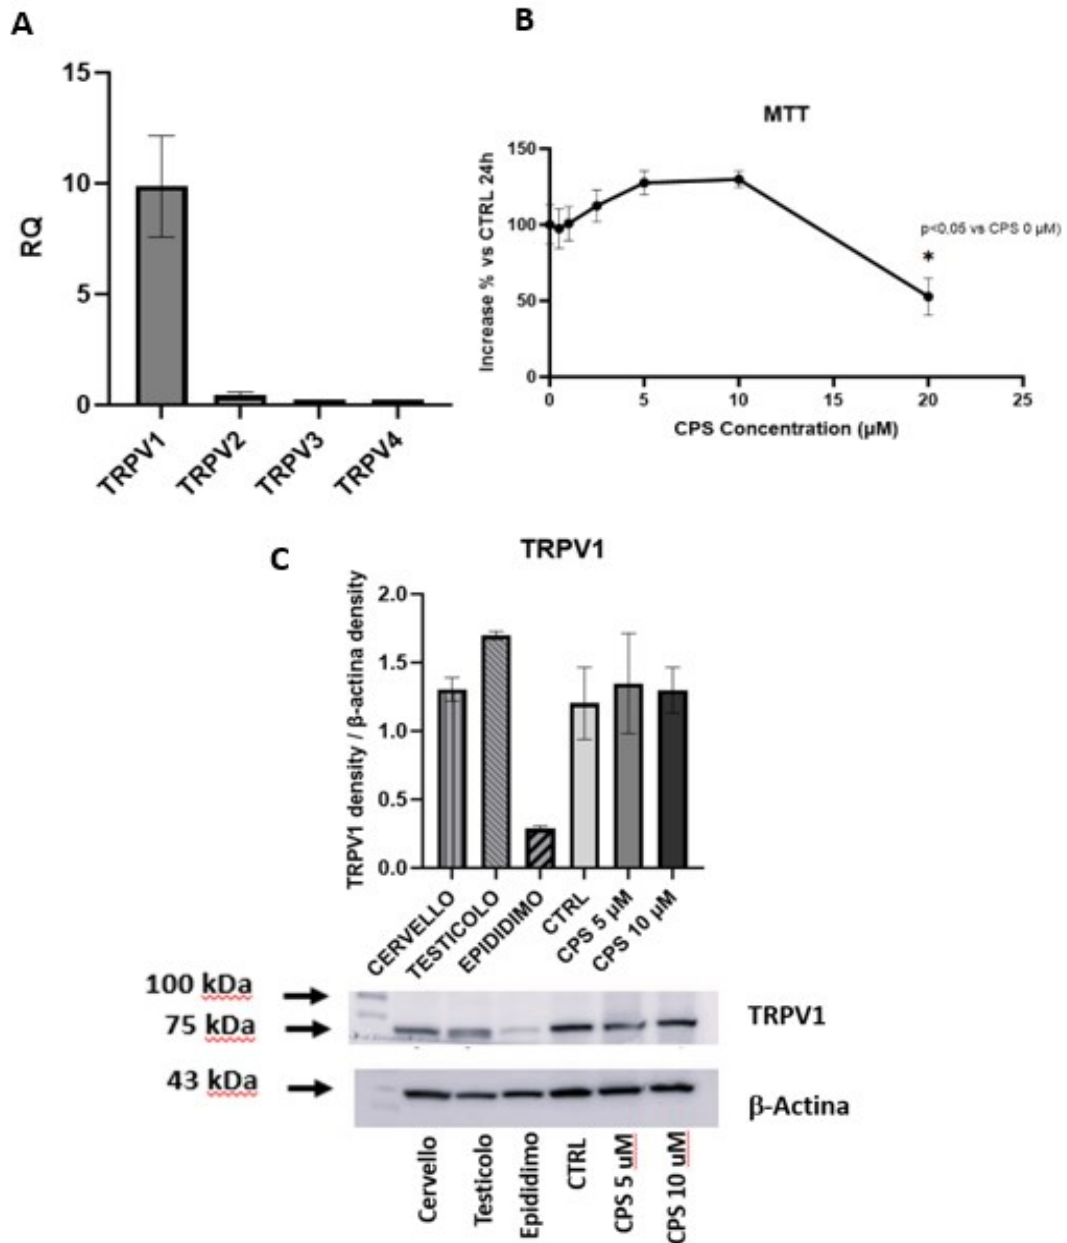 A
15
10
5
0
RQ
TRPV1
TRPV2
TRPV3
TRPV4
B
MTT
150
100
50
0
Increase % vs CTRL 24h
p<0,05 vs CPS 0 µM)
*
0 5 10 15 20 25
CPS Concentration (µM)
C
TRPV1
2.0
1.5
1.0
0.5
0.0
TRPV1 density / β-actina density
CERVELLO
TESTICOLO
EPIDIDIMO
CTRL
CPS 5 µM
CPS 10 µM
100 kDa
75 kDa
TRPV1
43 kDa
β-Actina
Cervello
Testicolo
Epididimo
CTRL
CPS 5 uM
CPS 10 uM